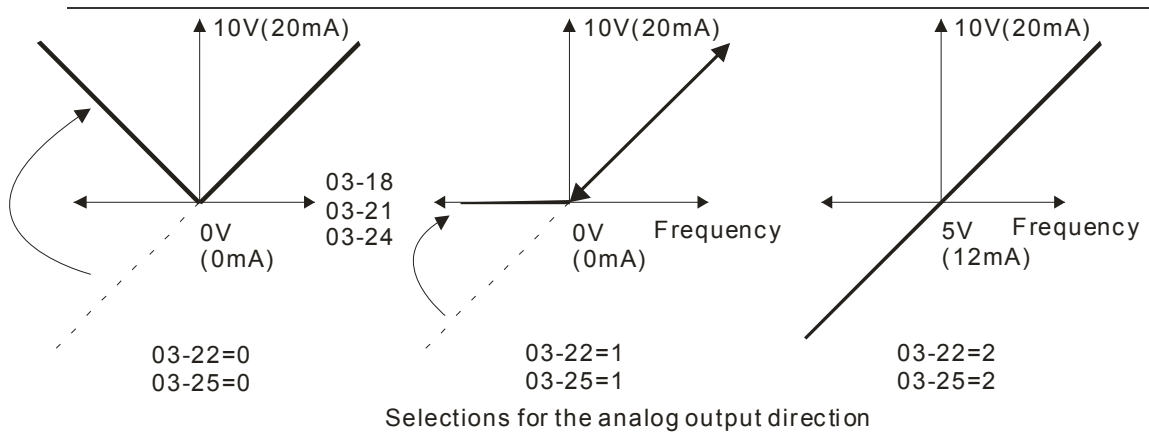 10V(20mA)
03-18
03-21
03-24
0V
(0mA)
03-22=0
03-25=0
10V(20mA)
0V
(0mA)
Frequency
03-22=1
03-25=1
10V(20mA)
5V
(12mA)
Frequency
03-22=2
03-25=2
Selections for the analog output direction